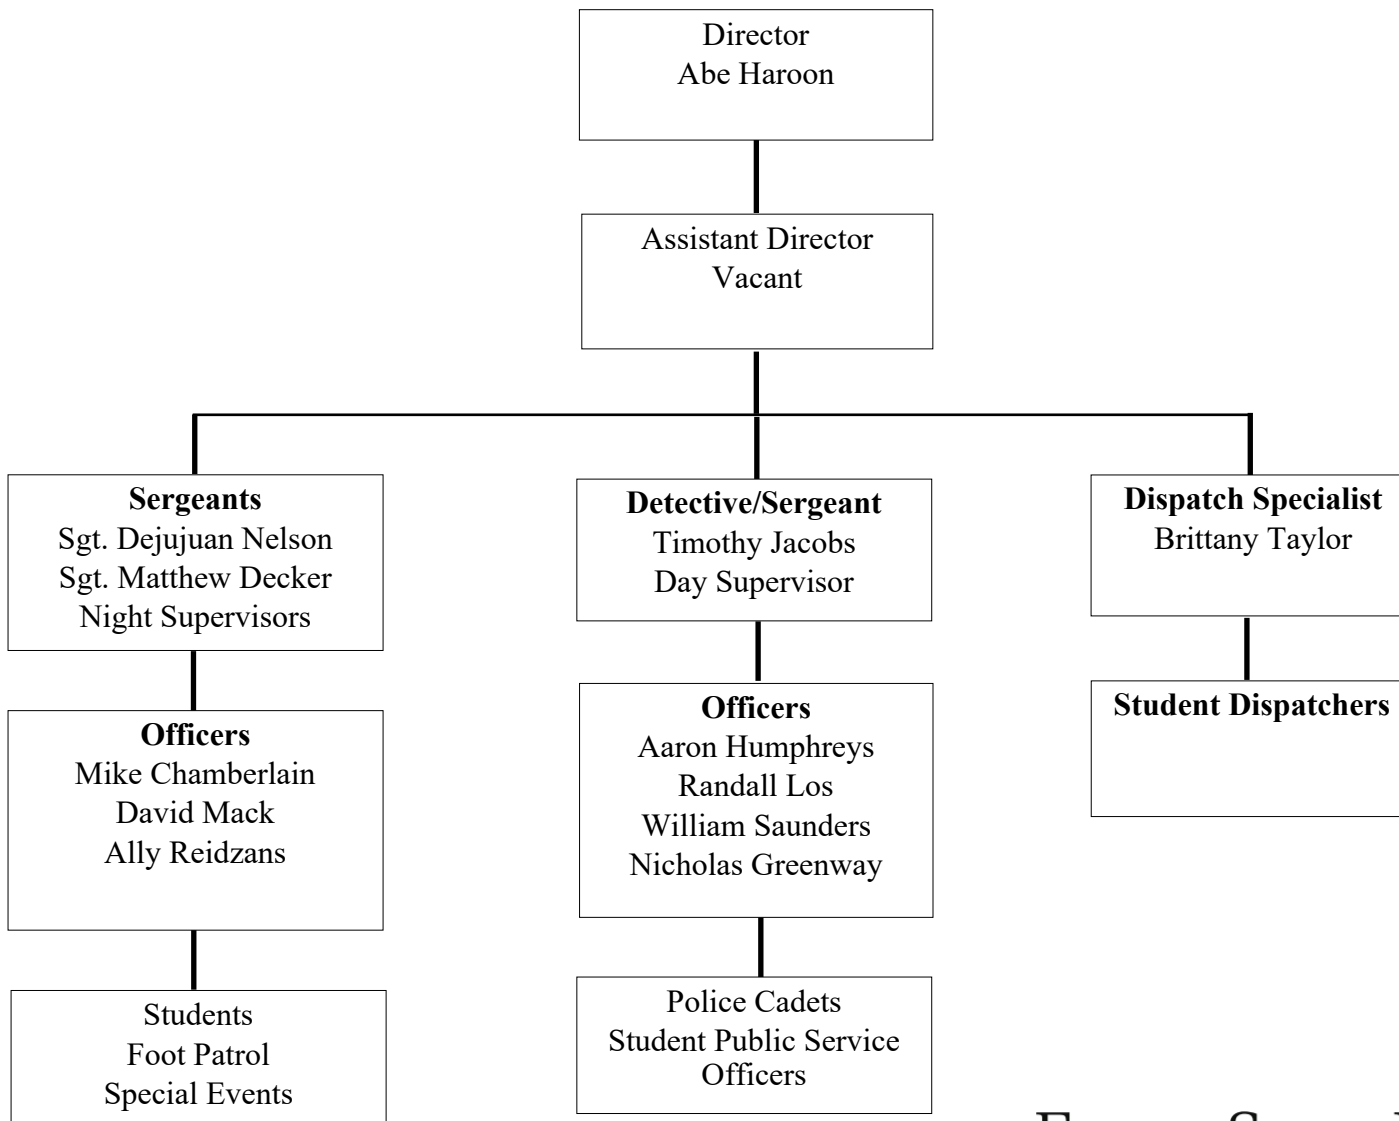 Director
Abe Haroon
Assistant Director
Vacant
Sergeants
Sgt. Dejujuan Nelson
Sgt. Matthew Decker
Night Supervisors
Detective/Sergeant
Timothy Jacobs
Day Supervisor
Dispatch Specialist
Brittany Taylor
Officers
Mike Chamberlain
David Mack
Ally Reidzans
Officers
Aaron Humphreys
Randall Los
William Saunders
Nicholas Greenway
Student Dispatchers
Students
Foot Patrol
Special Events
Police Cadets
Student Public Service
Officers